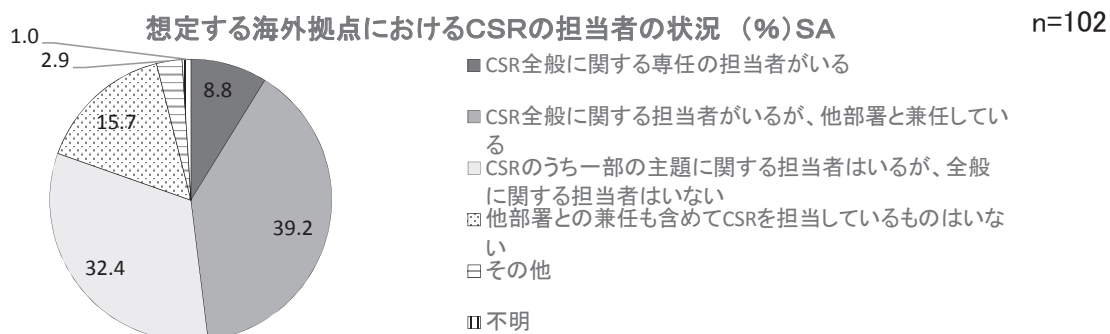 想定する海外拠点におけるCSRの担当者の状況 (%)SA
n=102
1.0
2.9
8.8
15.7
39.2
32.4
CSR全般に関する専任の担当者がいる
CSR全般に関する担当者がいるが、他部署と兼任してい
る
CSRのうち一部の主題に関する担当者はいるが、全般
に関する担当者はいない
他部署との兼任も含めてCSRを担当しているものはいな
い
その他
不明